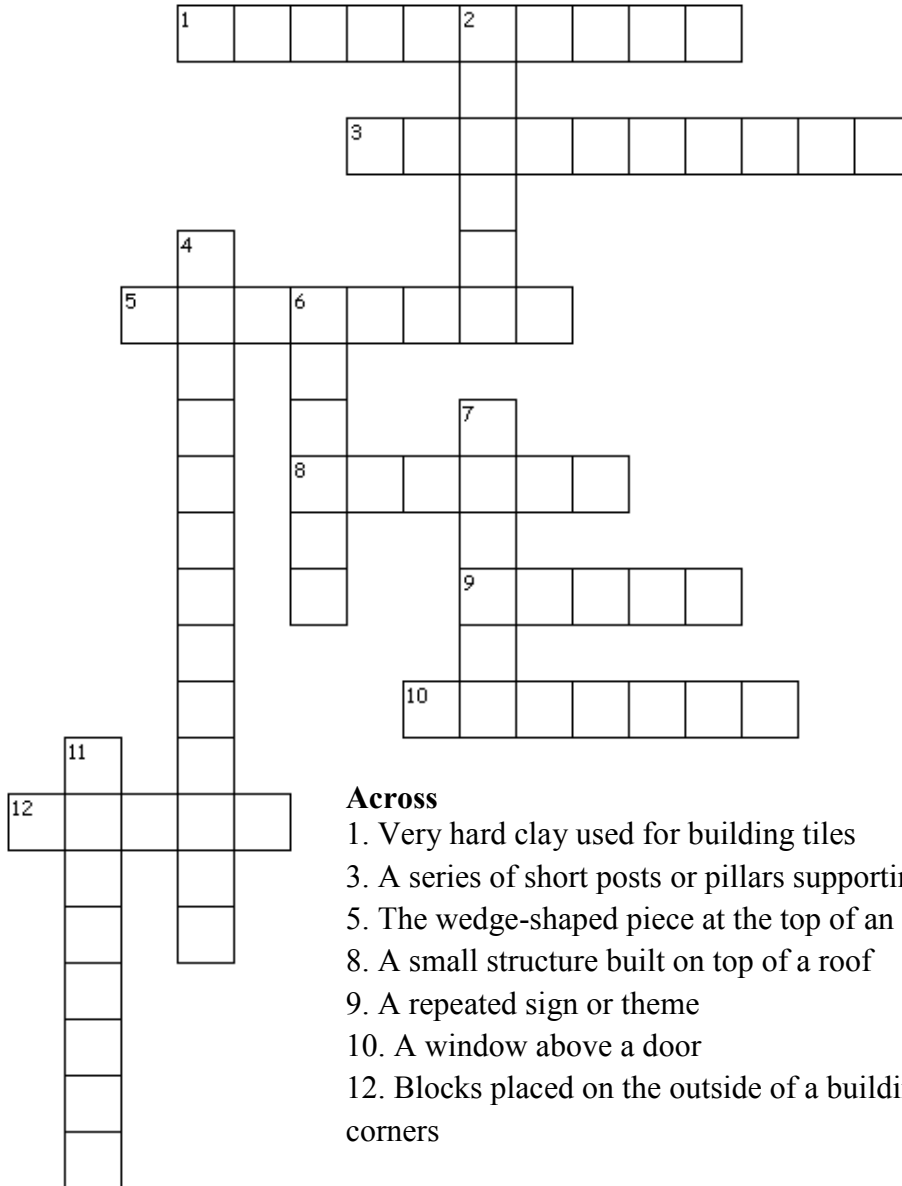 1
2
3
4
5
6
7
8
9
10
11
12
Across
1. Very hard clay used for building tiles
3. A series of short posts or pillars
5. The wedge-shaped piece at the top of an
8. A small structure built on top of a roof
9. A repeated sign or theme
10. A window above a door
12. Blocks placed on the outside of a
corners